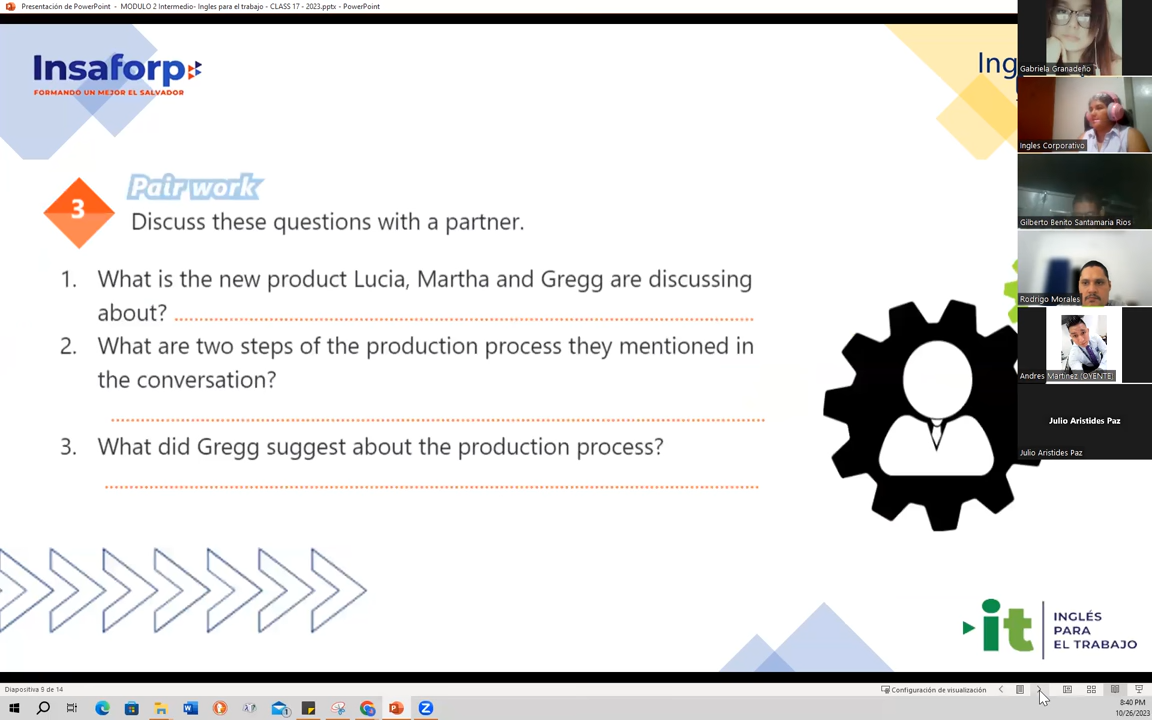 Presentación de PowerPoint - MODULO 2 Intermedio- Ingles para el trabajo - CLASS 17 - 2023.pptx - PowerPoint
Insaforp
FORMANDO UN MEJOR EL SALVADOR
Ing
3
Pair work
Discuss these questions with a partner.
1. What is the new product Lucia, Martha and Gregg are discussing
about?
2. What are two steps of the production process they mentioned in
the conversation?
3. What did Gregg suggest about the production process?
it
INGLÉS
PARA
EL TRABAJO
Gabriela Granadeño
Ingles Corporativo
Gilberto Benito Santamaria Rios
Rodrigo Morales
Andres Martinez (OYENTE)
Julio Aristides Paz
Julio Aristides Paz
Diapositiva 9 de 14
Configuración de visualización
8:40 PM
10/26/2023